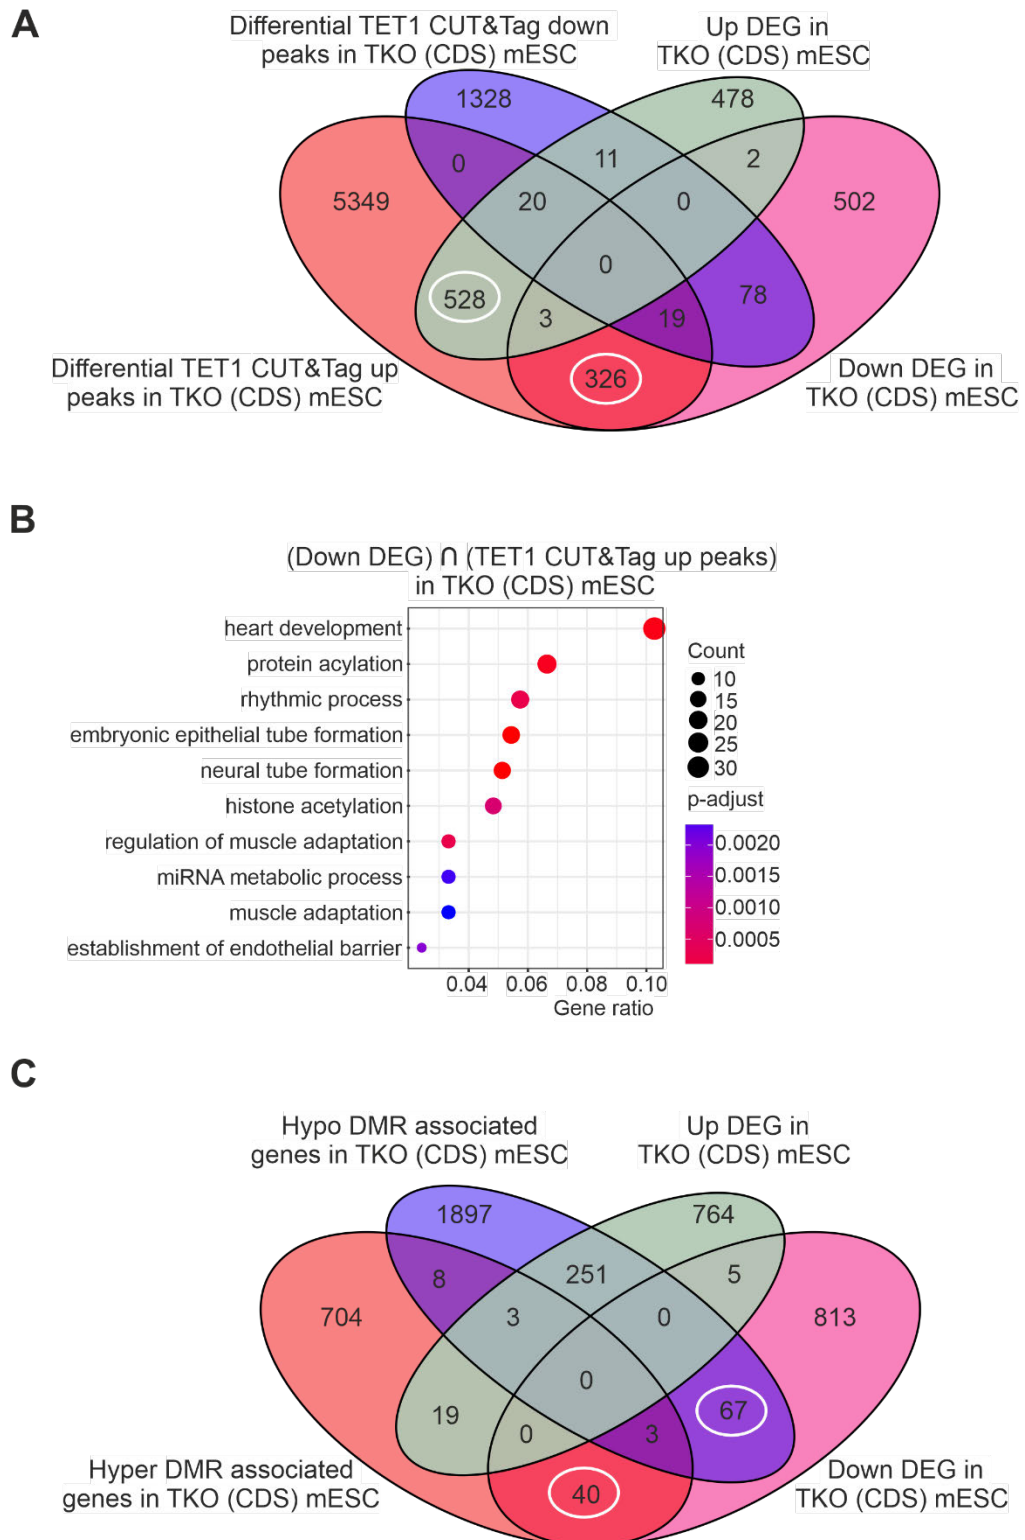 A
Differential TET1 CUT&Tag down
peaks in TKO (CDS) mESC
Up DEG in
TKO (CDS) mESC
1328
478
0
11
2
5349
20
0
502
0
528
3
19
78
326
Differential TET1 CUT&Tag up
peaks in TKO (CDS) mESC
Down DEG in
TKO (CDS) mESC
B
(Down DEG) ∩ (TET1 CUT&Tag up peaks)
in TKO (CDS) mESC
heart development
protein acylation
rhythmic process
embryonic epithelial tube formation
neural tube formation
histone acetylation
regulation of muscle adaptation
miRNA metabolic process
muscle adaptation
establishment of endothelial barrier
0.04 0.06 0.08 0.10
Gene ratio
Count
10
15
20
25
30
p-adjust
0.0020
0.0015
0.0010
0.0005
C
Hypo DMR associated
genes in TKO (CDS) mESC
Up DEG in
TKO (CDS) mESC
1897
764
8
251
5
704
3
0
813
0
19
0
3
67
40
Hyper DMR associated
genes in TKO (CDS) mESC
Down DEG in
TKO (CDS) mESC